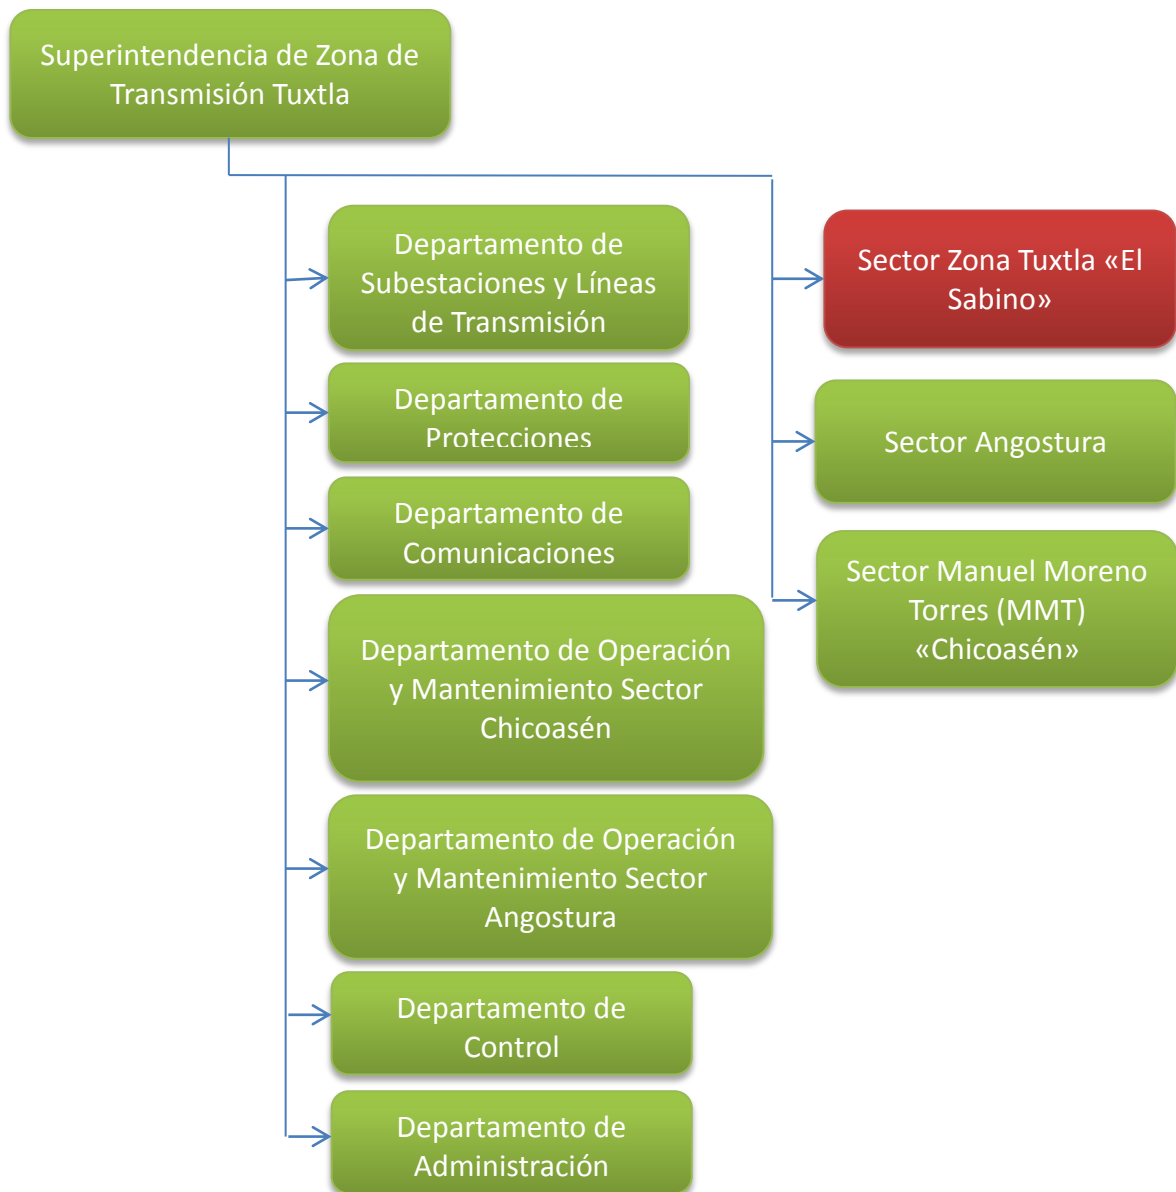 Superintendencia de Zona de
Transmisión Tuxtla
Departamento de
Subestaciones y Líneas
de Transmisión
Departamento de
Protecciones
Departamento de
Comunicaciones
Departamento de Operación
y Mantenimiento Sector
Chicoasén
Departamento de Operación
y Mantenimiento Sector
Angostura
Departamento de
Control
Departamento de
Administración
Sector Zona Tuxtla «El
Sabino»
Sector Angostura
Sector Manuel Moreno
Torres (MMT)
«Chicoasén»